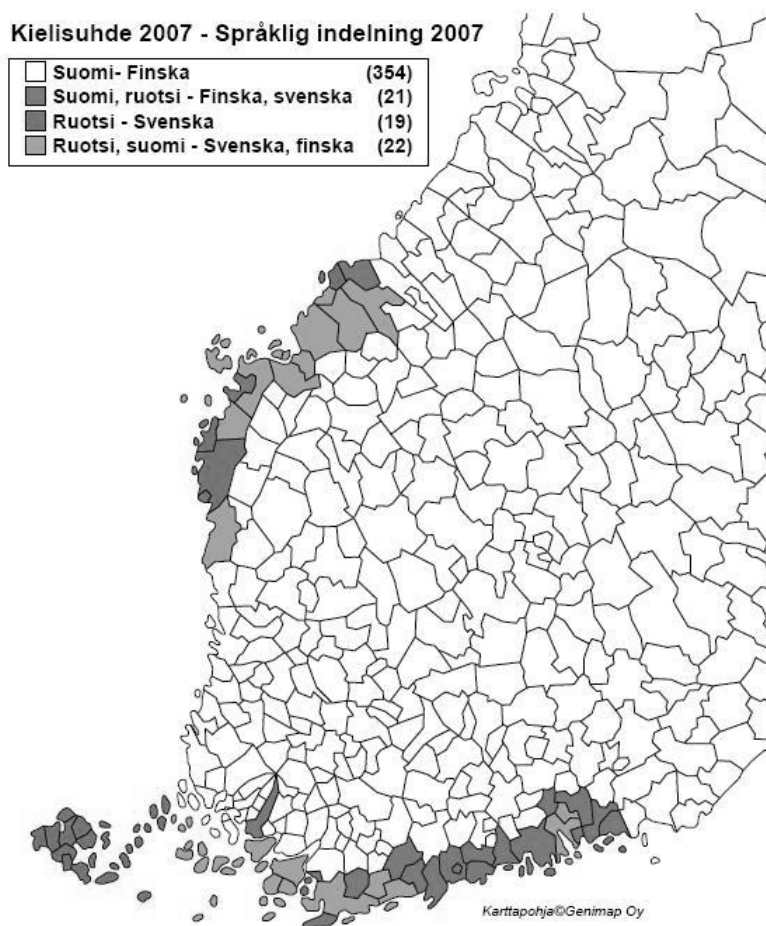 Kielisuhde 2007 - Språklig indelning 2007
Suomi- Finska (354)
Suomi, ruotsi - Finska, svenska (21)
Ruotsi - Svenska (19)
Ruotsi, suomi - Svenska, finska (22)
Karttapohja©Genimap Oy